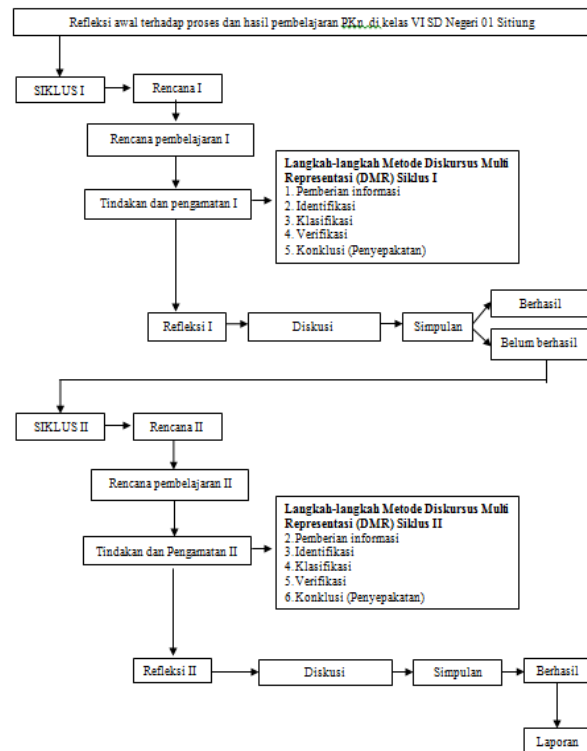 Refleksi awal terhadap proses dan hasil pembelajaran PKn di kelas VI SD Negeri 01 Sitiung
SIKLUS I
Rencana I
Rencana pembelajaran I
Tindakan dan pengamatan I
Langkah-langkah Metode Diskursus Multi
Representasi (DMR) Siklus I
1. Pemberian informasi
2. Identifikasi
3. Klasifikasi
4. Verifikasi
5. Konklusi (Penyepakatan)
Refleksi I
Diskusi
Simpulan
Berhasil
Belum berhasil
SIKLUS II
Rencana II
Rencana pembelajaran II
Tindakan dan Pengamatan II
Langkah-langkah Metode Diskursus Multi
Representasi (DMR) Siklus II
2. Pemberian informasi
3. Identifikasi
4. Klasifikasi
5. Verifikasi
6. Konklusi (Penyepakatan)
Refleksi II
Diskusi
Simpulan
Berhasil
Laporan